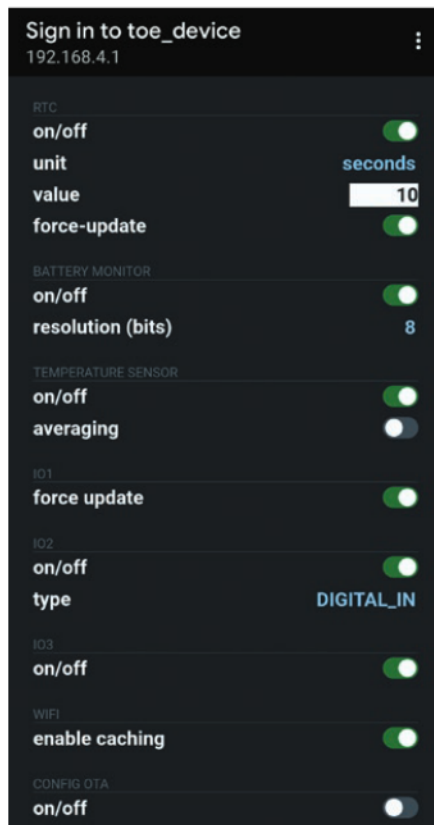 Sign in to toe_device
192.168.4.1
RTC
on/off
unit seconds
value 10
force-update
BATTERY MONITOR
on/off
resolution (bits) 8
TEMPERATURE SENSOR
on/off
averaging
IO1
force update
IO2
on/off
type DIGITAL_IN
IO3
on/off
WIFI
enable caching
CONFIG OTA
on/off